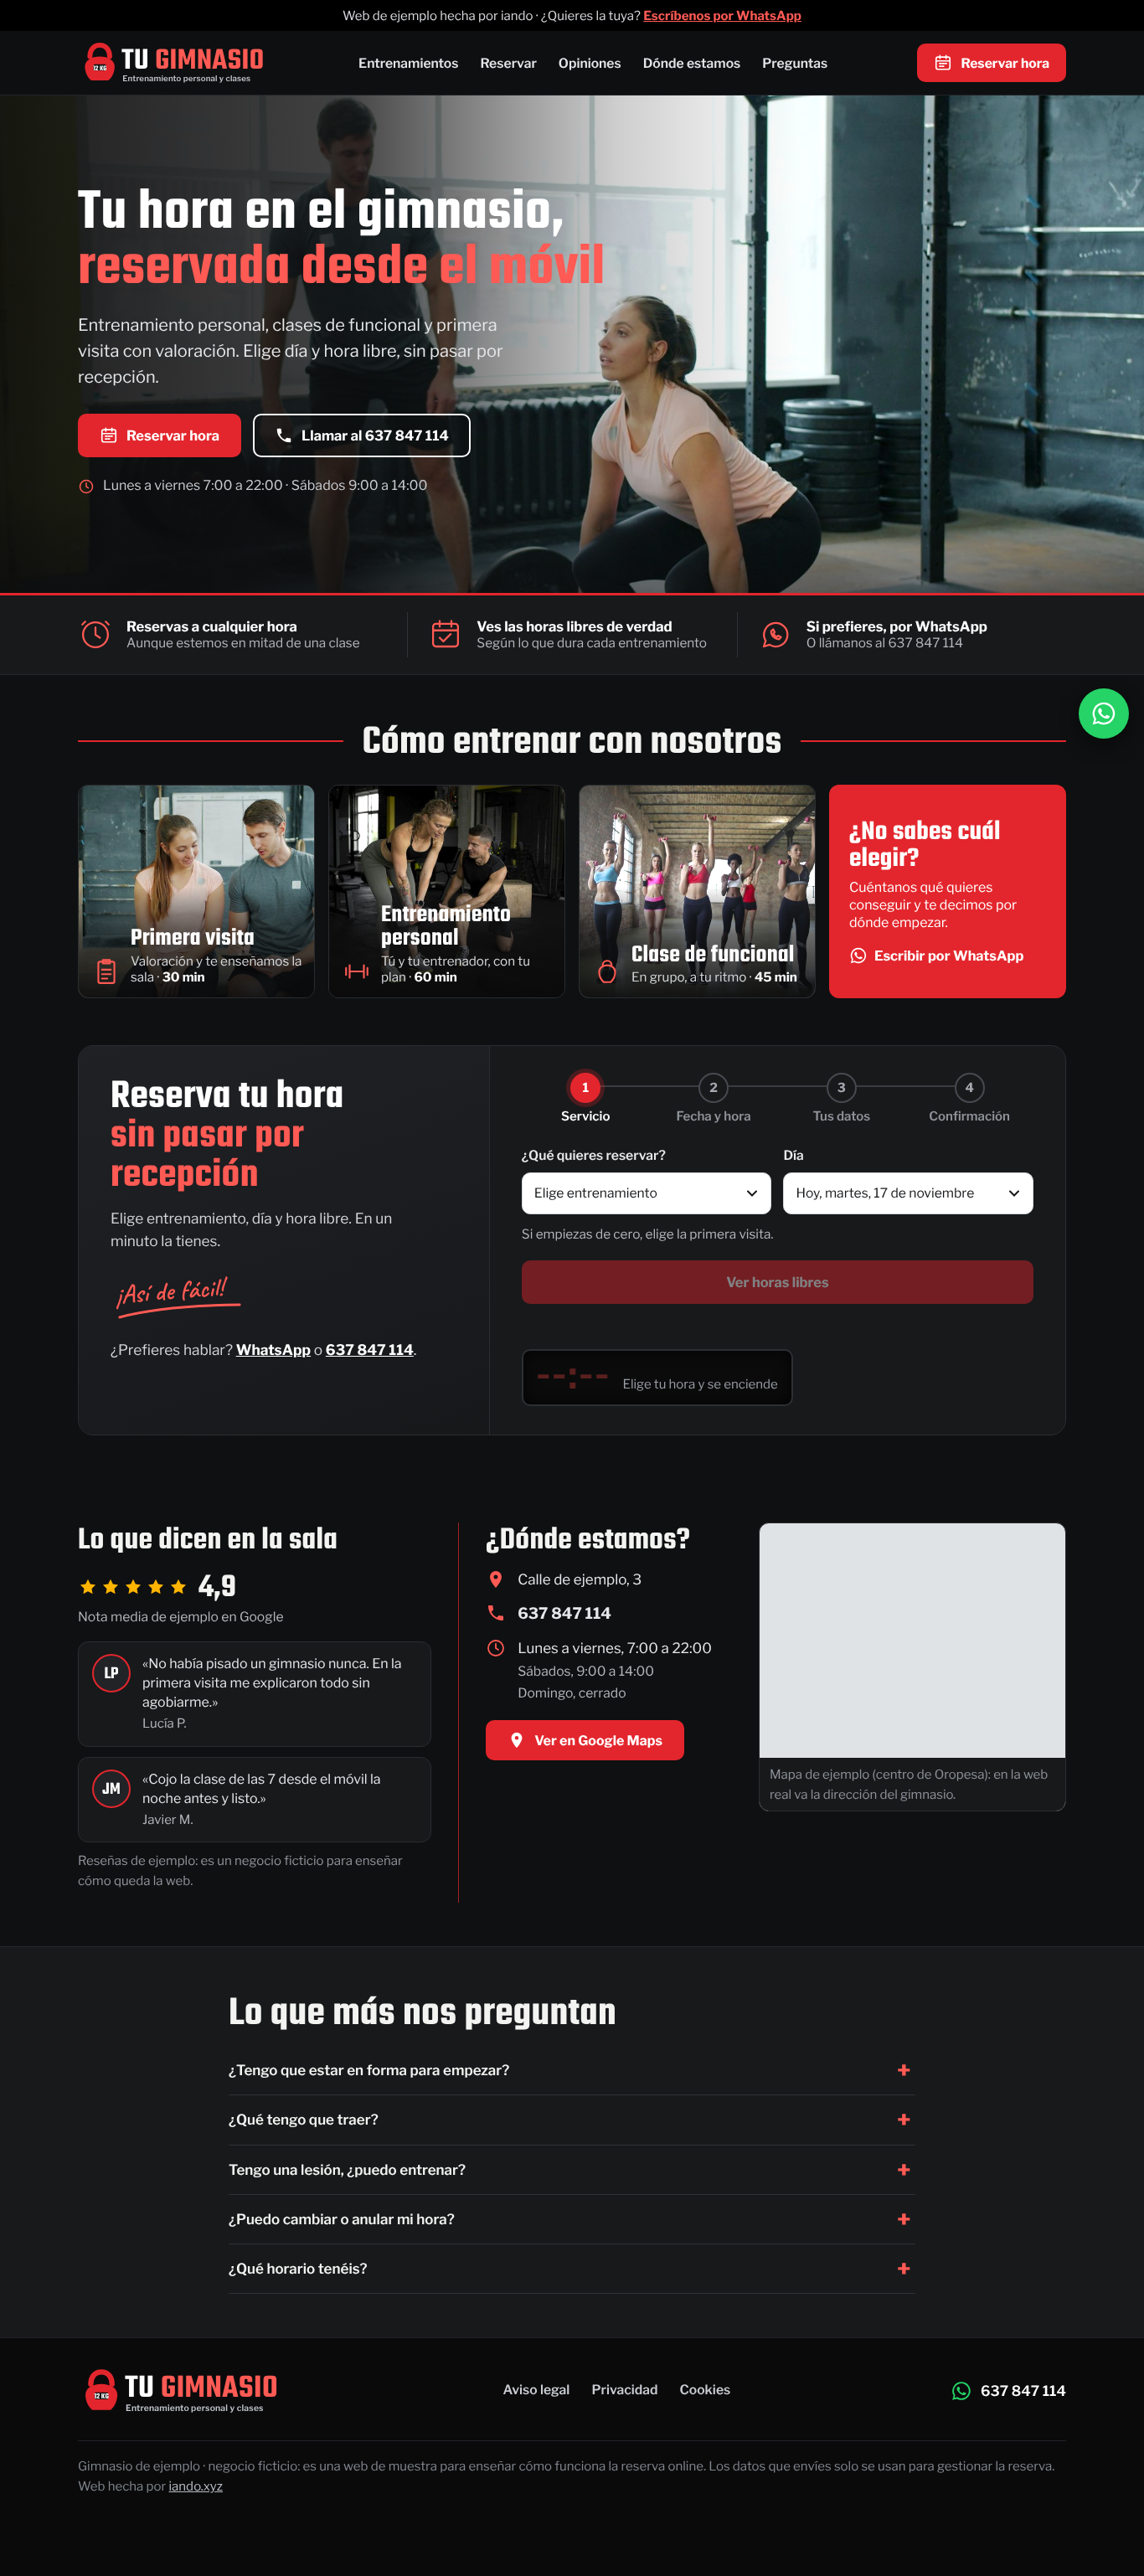 Web de ejemplo hecha por iando · ¿Quieres la tuya? Escríbenos por WhatsApp
12 KG
TU GIMNASIO
Entrenamiento personal y clases
Entrenamientos
Reservar
Opiniones
Dónde estamos
Preguntas
Reservar hora
Tu hora en el gimnasio,
reservada desde el móvil
Entrenamiento personal, clases de funcional y primera
visita con valoración. Elige día y hora libre, sin pasar por
recepción.
Reservar hora
Llamar al 637 847 114
Lunes a viernes 7:00 a 22:00 · Sábados 9:00 a 14:00
Reservas a cualquier hora
Aunque estemos en mitad de una clase
Ves las horas libres de verdad
Según lo que dura cada entrenamiento
Si prefieres, por WhatsApp
O llámanos al 637 847 114
Cómo entrenar con nosotros
Primera visita
Valoración y te enseñamos la
sala · 30 min
Entrenamiento
personal
Tú y tu entrenador, con tu
plan · 60 min
Clase de funcional
En grupo, a tu ritmo · 45 min
¿No sabes cuál
elegir?
Cuéntanos qué quieres
conseguir y te decimos por
dónde empezar.
Escribir por WhatsApp
Reserva tu hora
sin pasar por
recepción
Elige entrenamiento, día y hora libre. En un
minuto la tienes.
¡Así de fácil!
¿Prefieres hablar? WhatsApp o 637 847 114.
1
2
3
4
Servicio
Fecha y hora
Tus datos
Confirmación
¿Qué quieres reservar?
Día
Elige entrenamiento
Hoy, martes, 17 de noviembre
Si empiezas de cero, elige la primera visita.
Ver horas libres
--:--
Elige tu hora y se enciende
Lo que dicen en la sala
4,9
Nota media de ejemplo en Google
LP
«No había pisado un gimnasio nunca. En la
primera visita me explicaron todo sin
agobiarme.»
Lucía P.
JM
«Cojo la clase de las 7 desde el móvil la
noche antes y listo.»
Javier M.
Reseñas de ejemplo: es un negocio ficticio para enseñar
cómo queda la web.
¿Dónde estamos?
Calle de ejemplo, 3
637 847 114
Lunes a viernes, 7:00 a 22:00
Sábados, 9:00 a 14:00
Domingo, cerrado
Ver en Google Maps
Mapa de ejemplo (centro de Oropesa): en la web
real va la dirección del gimnasio.
Lo que más nos preguntan
¿Tengo que estar en forma para empezar?
¿Qué tengo que traer?
Tengo una lesión, ¿puedo entrenar?
¿Puedo cambiar o anular mi hora?
¿Qué horario tenéis?
12 KG
TU GIMNASIO
Entrenamiento personal y clases
Aviso legal
Privacidad
Cookies
637 847 114
Gimnasio de ejemplo · negocio ficticio: es una web de muestra para enseñar cómo funciona la reserva online. Los datos que envíes solo se usan para gestionar la reserva.
Web hecha por iando.xyz